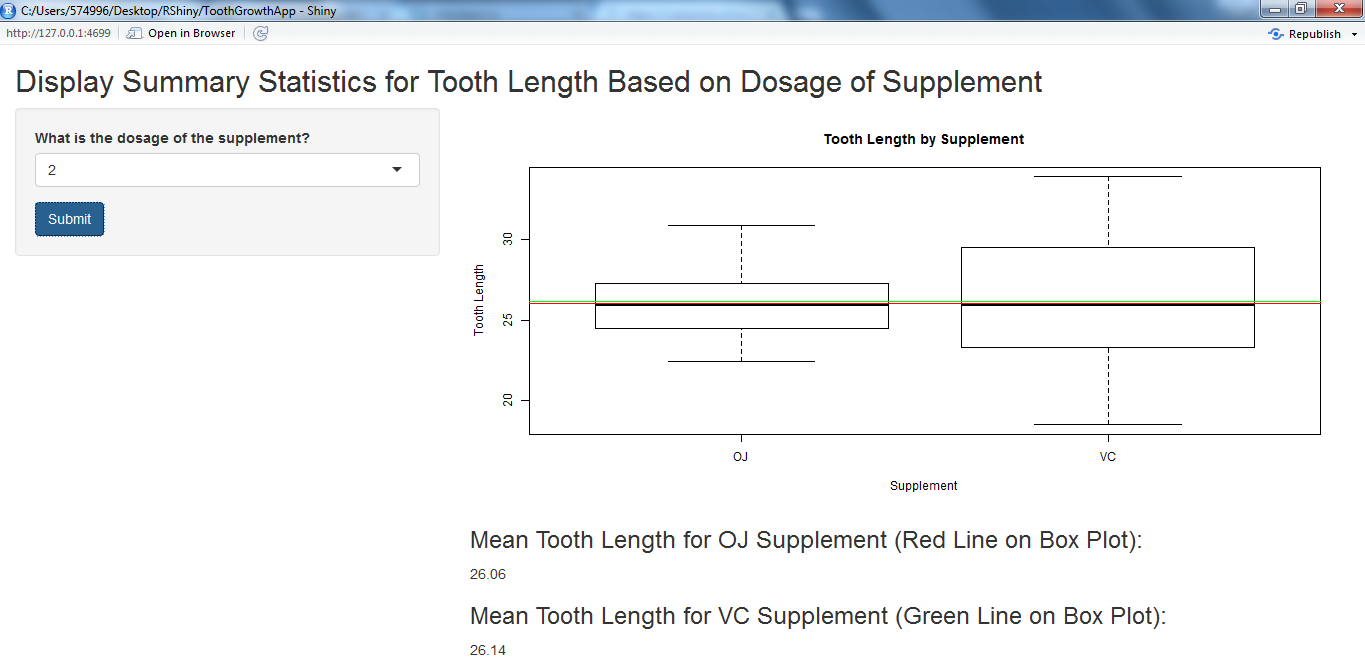 C:/Users/574996/Desktop/RShiny/ToothGrowthApp - Shiny
http://127.0.0.1:4699 Open in Browser Republish
Display Summary Statistics for Tooth Length Based on Dosage of Supplement
What is the dosage of the supplement?
2
Submit
Tooth Length by Supplement
Tooth Length
30
25
20
OJ VC
Supplement
Mean Tooth Length for OJ Supplement (Red Line on Box Plot):
26.06
Mean Tooth Length for VC Supplement (Green Line on Box Plot):
26.14